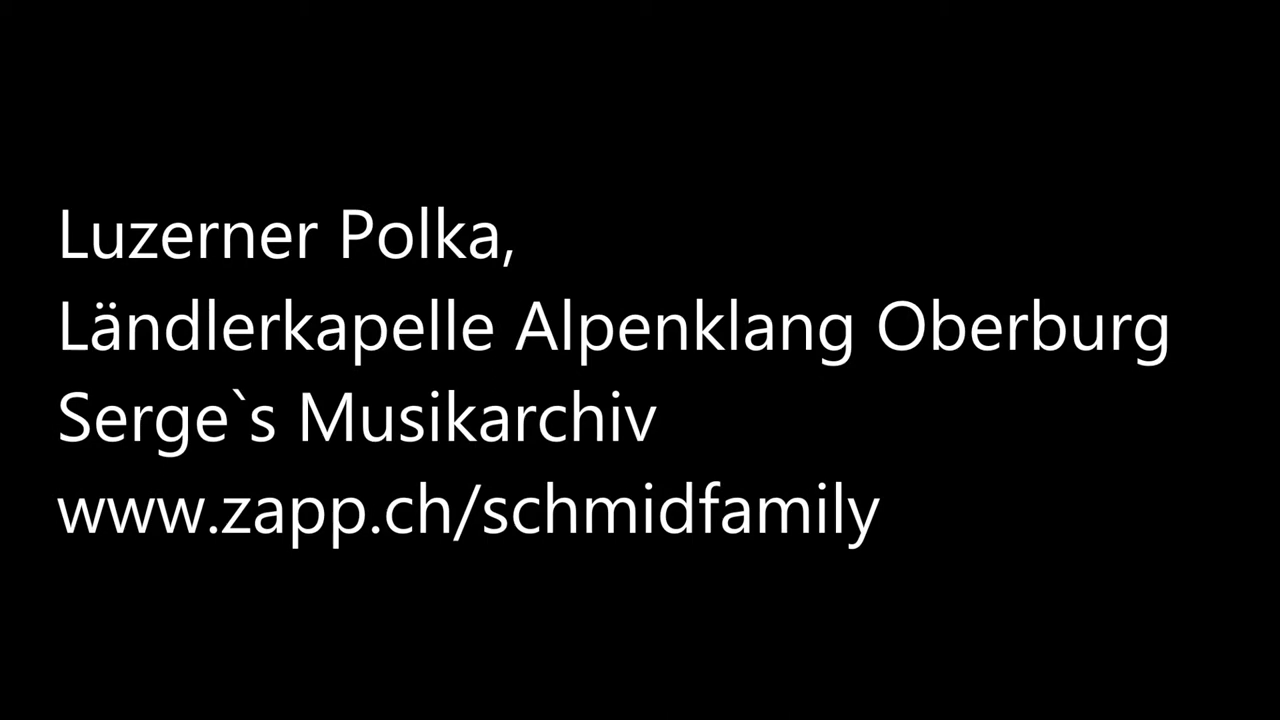 Luzerner Polka,
Ländlerkapelle Alpenklang Oberburg
Serge`s Musikarchiv
www.zapp.ch/schmidfamily